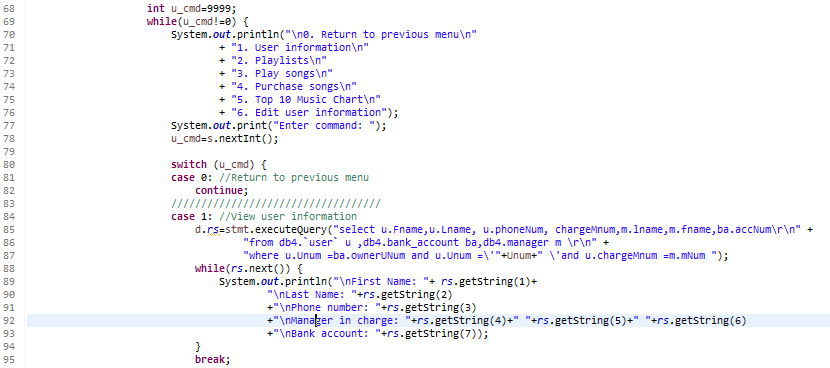 68 int u_cmd=9999;
69 while(u_cmd!=0) {
70 System.out.println("\n0. Return to previous menu\n"
71 + "1. User information\n"
72 + "2. Playlists\n"
73 + "3. Play songs\n"
74 + "4. Purchase songs\n"
75 + "5. Top 10 Music Chart\n"
76 + "6. Edit user information");
77 System.out.print("Enter command: ");
78 u_cmd=s.nextInt();
79
80 switch (u_cmd) {
81 case 0: //Return to previous menu
82 continue;
83 ///////////////////////////////////
84 case 1: //View user information
85 d.rs=stmt.executeQuery("select u.Fname,u.Lname, u.phoneNum, chargeMnum,m.lname,m.fname,ba.accNum\r\n" +
86 "from db4.`user` u ,db4.bank_account ba,db4.manager m \r\n" +
87 "where u.Unum =ba.ownerUNum and u.Unum =\'"+Unum+" \'and u.chargeMnum =m.mNum ");
88 while(rs.next()) {
89 System.out.println("\nFirst Name: "+ rs.getString(1)+
90 "\nLast Name: "+rs.getString(2)
91 +"\nPhone number: "+rs.getString(3)
92 +"\nManager in charge: "+rs.getString(4)+" "+rs.getString(5)+" "+rs.getString(6)
93 +"\nBank account: "+rs.getString(7));
94 }
95 break;